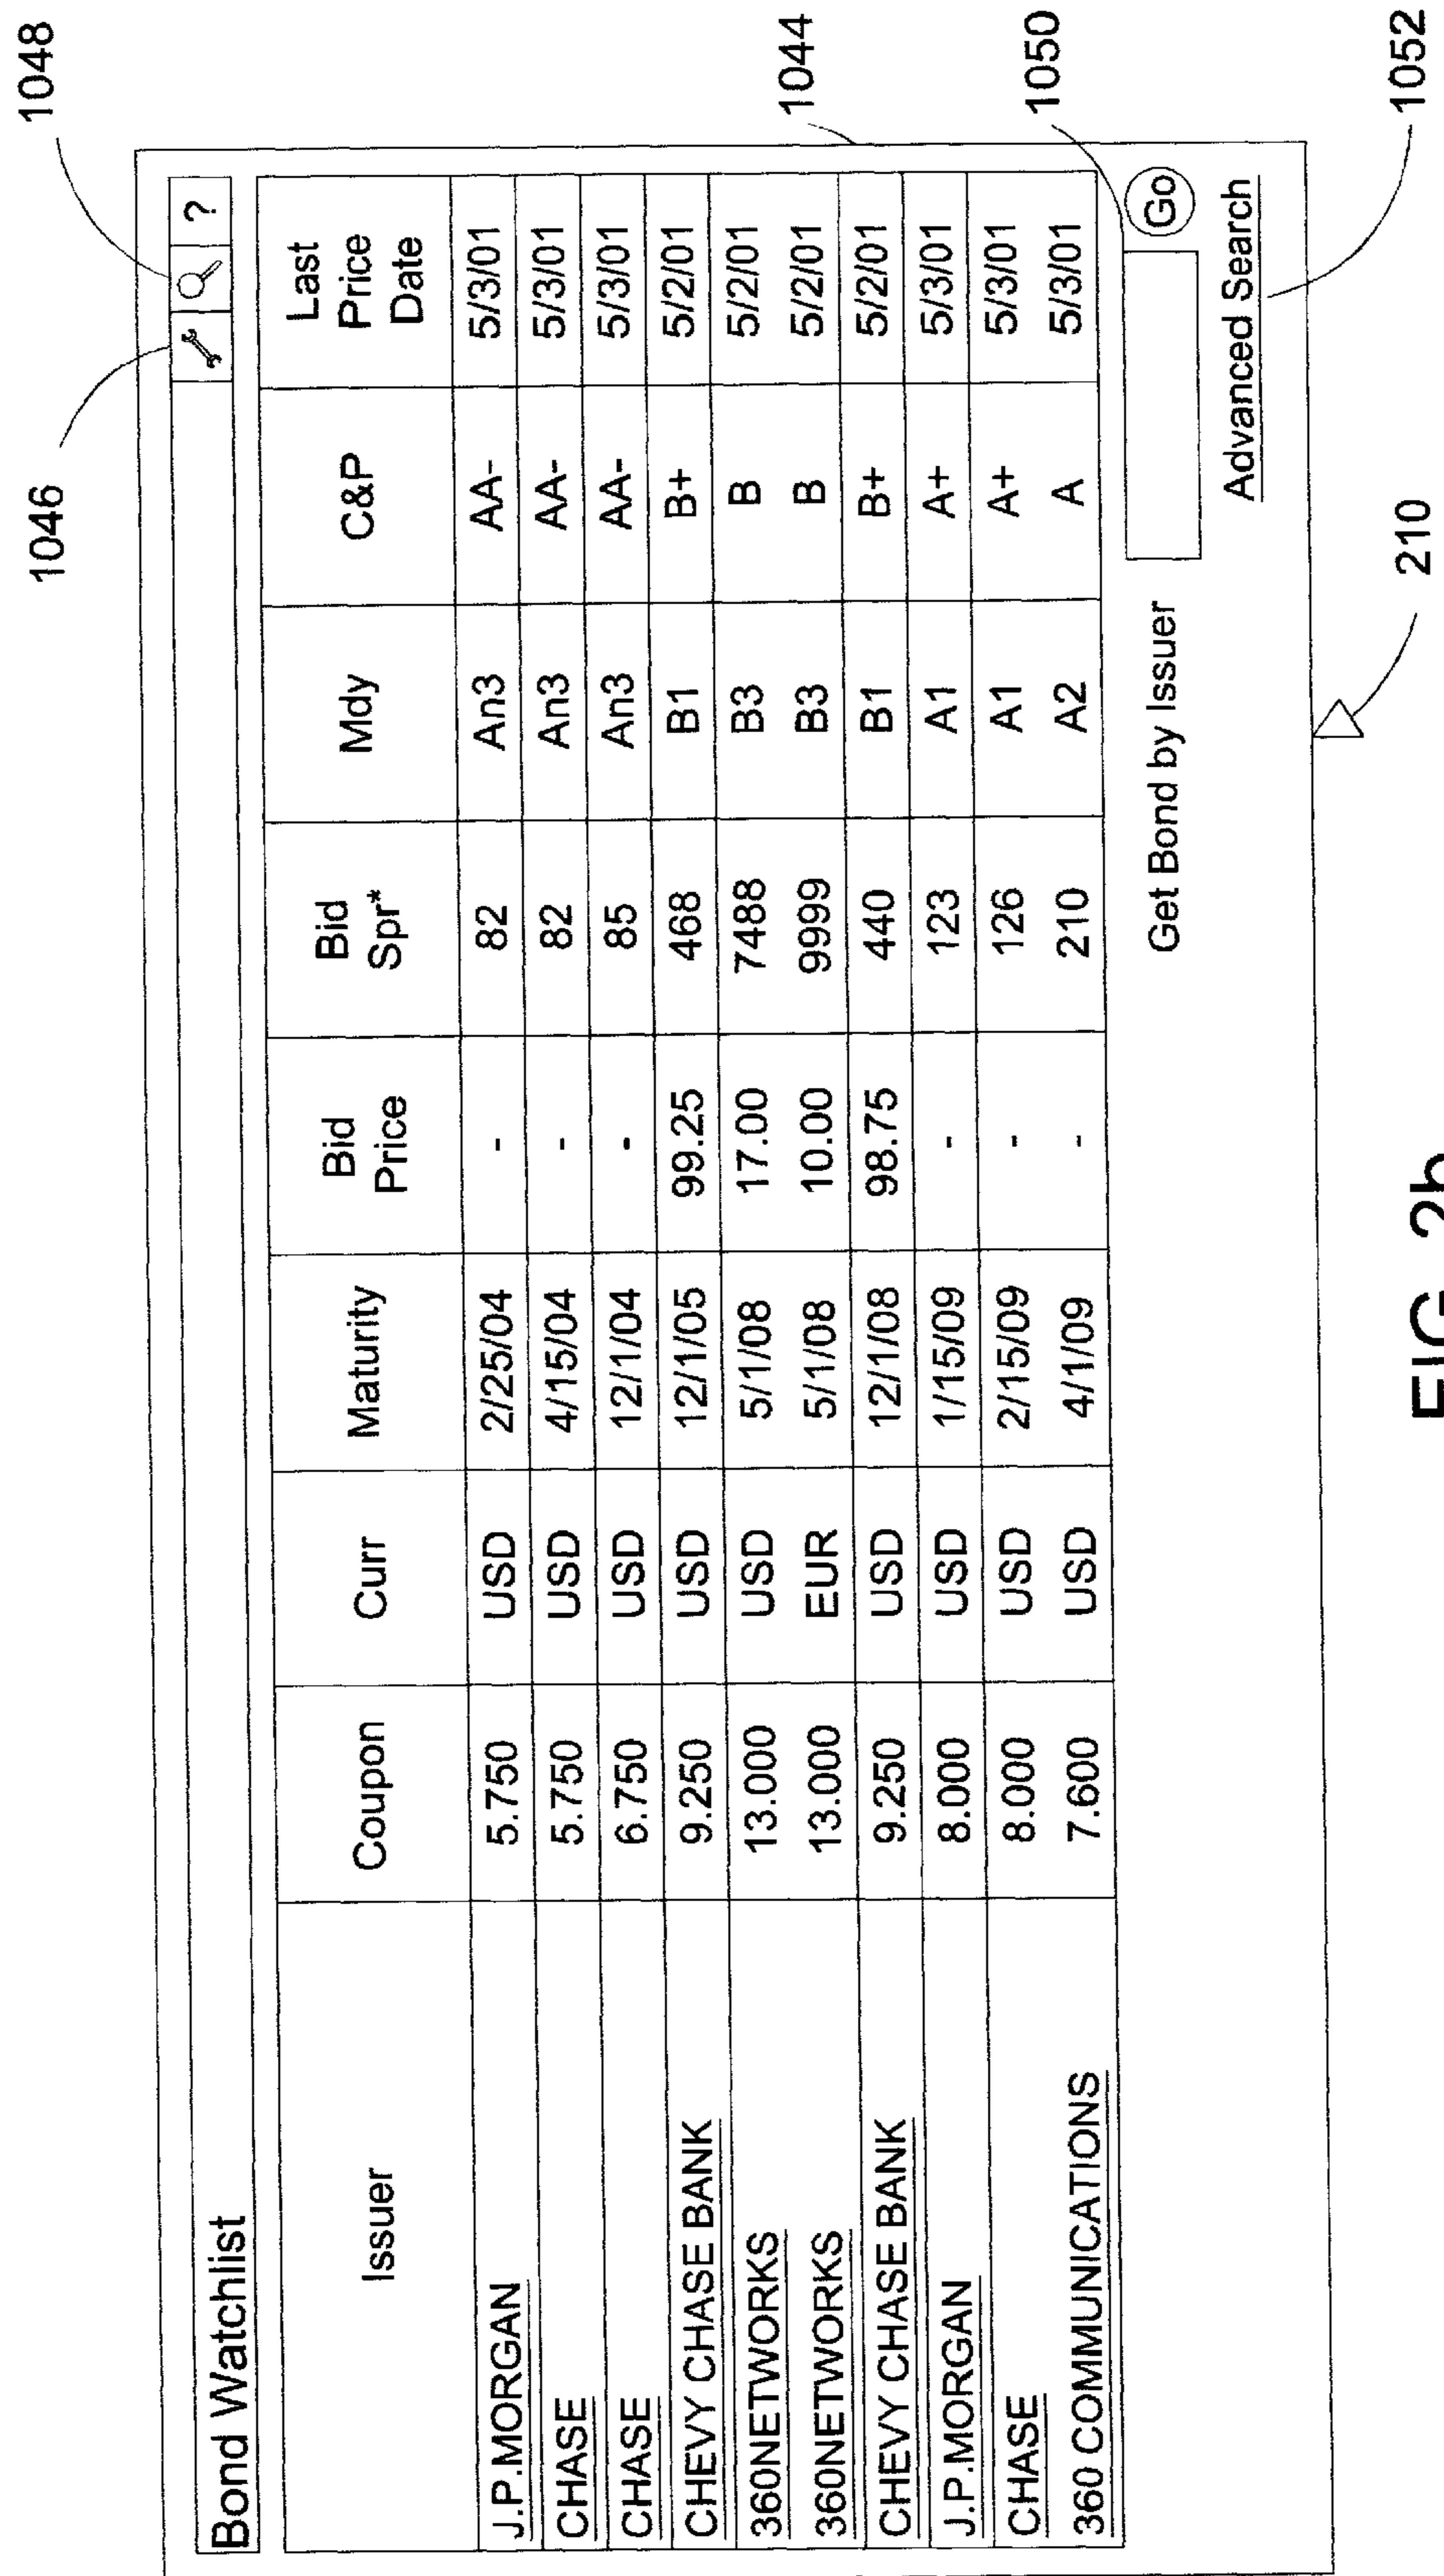 1046 1048
Bond Watchlist ?
Issuer Coupon Curr Maturity Bid Price Bid Spr* Mdy C&P Last Price Date
J.P.MORGAN 5.750 USD 2/25/04 - 82 An3 AA- 5/3/01
CHASE 5.750 USD 4/15/04 - 82 An3 AA- 5/3/01
CHASE 6.750 USD 12/1/04 - 85 An3 AA- 5/3/01
CHEVY CHASE BANK 9.250 USD 12/1/05 99.25 468 B1 B+ 5/2/01
360NETWORKS 13.000 USD 5/1/08 17.00 7488 B3 B 5/2/01
360NETWORKS 13.000 EUR 5/1/08 10.00 9999 B3 B 5/2/01
CHEVY CHASE BANK 9.250 USD 12/1/08 98.75 440 B1 B+ 5/2/01
J.P.MORGAN 8.000 USD 1/15/09 - 123 A1 A+ 5/3/01
CHASE 8.000 USD 2/15/09 - 126 A1 A+ 5/3/01
360 COMMUNICATIONS 7.600 USD 4/1/09 - 210 A2 A 5/3/01
1044
Get Bond by Issuer Go
1050
Advanced Search
1052
210
FIG. 2b